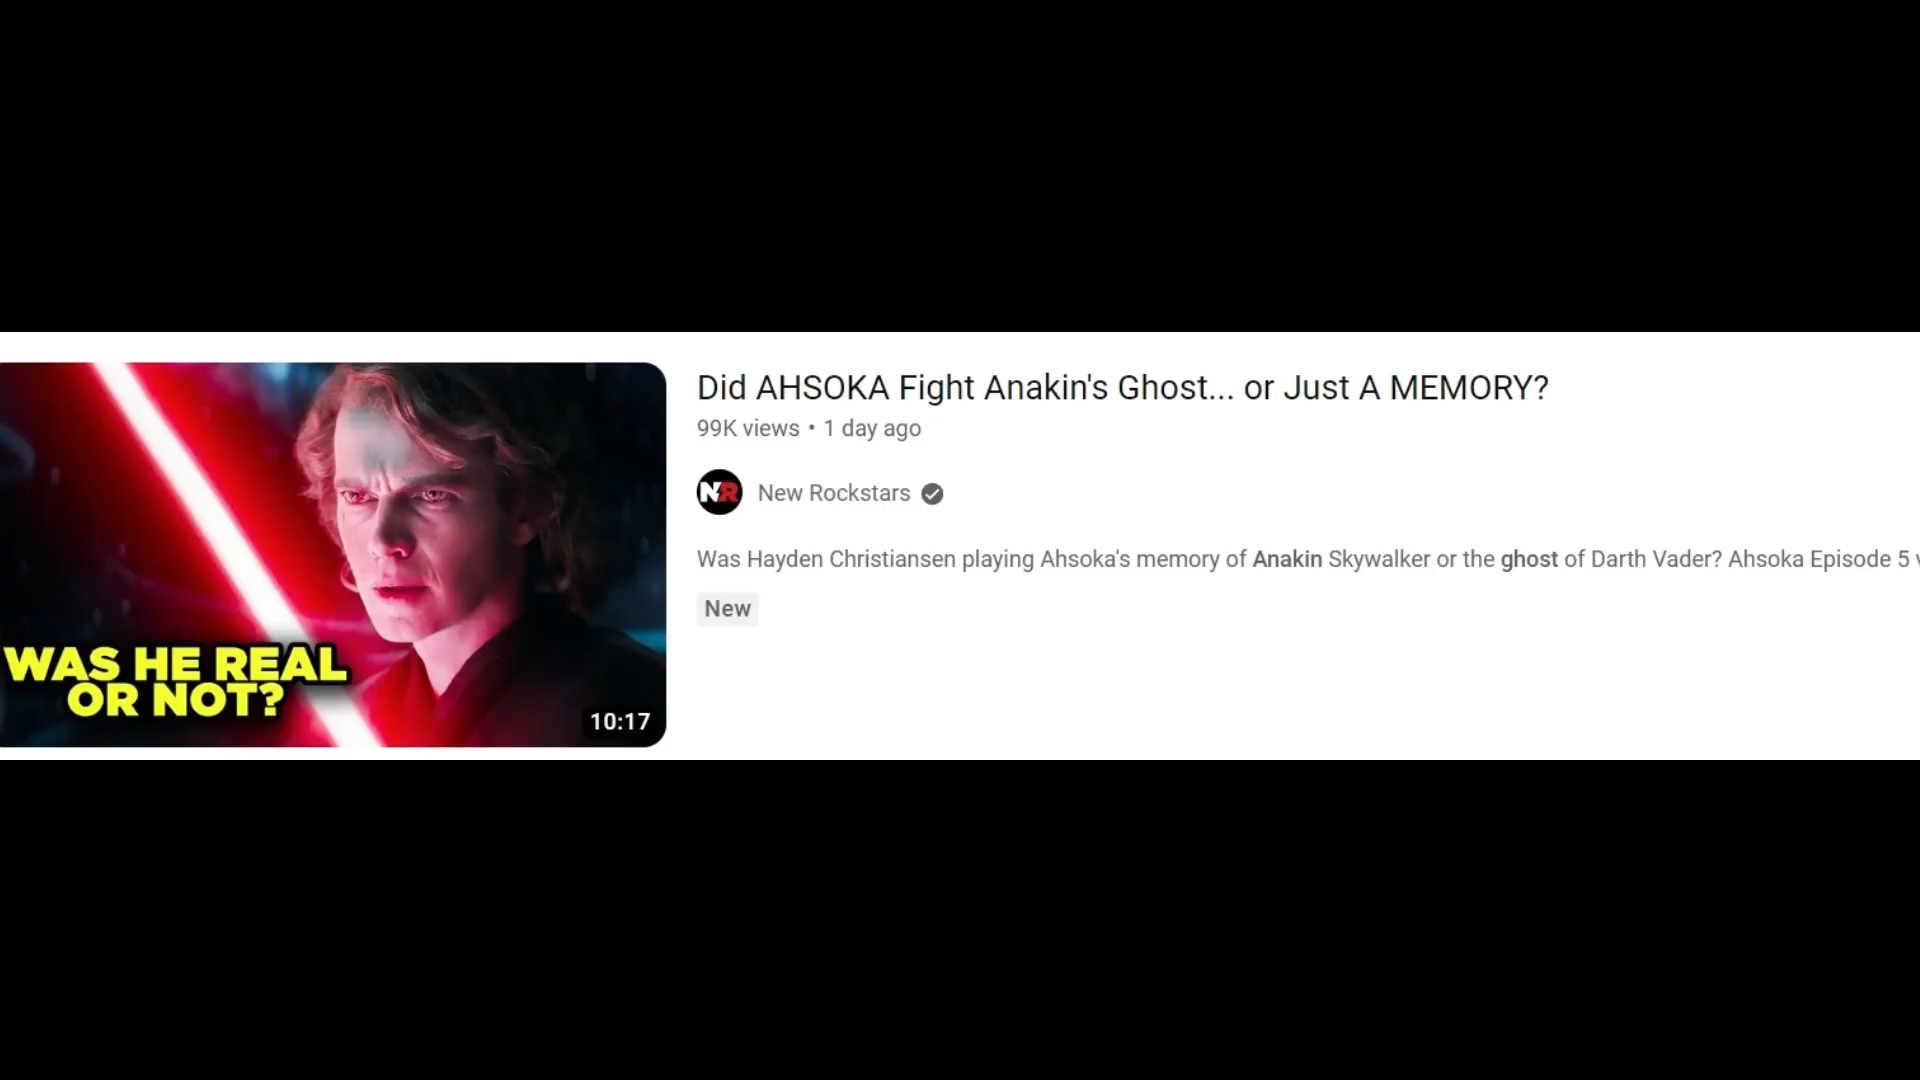 Did AHSOKA Fight Anakin's Ghost... or Just A MEMORY?
99K views • 1 day ago
NR New Rockstars
Was Hayden Christiansen playing Ahsoka's memory of Anakin Skywalker or the ghost of Darth Vader? Ahsoka Episode 5
New
WAS HE REAL
OR NOT?
10:17